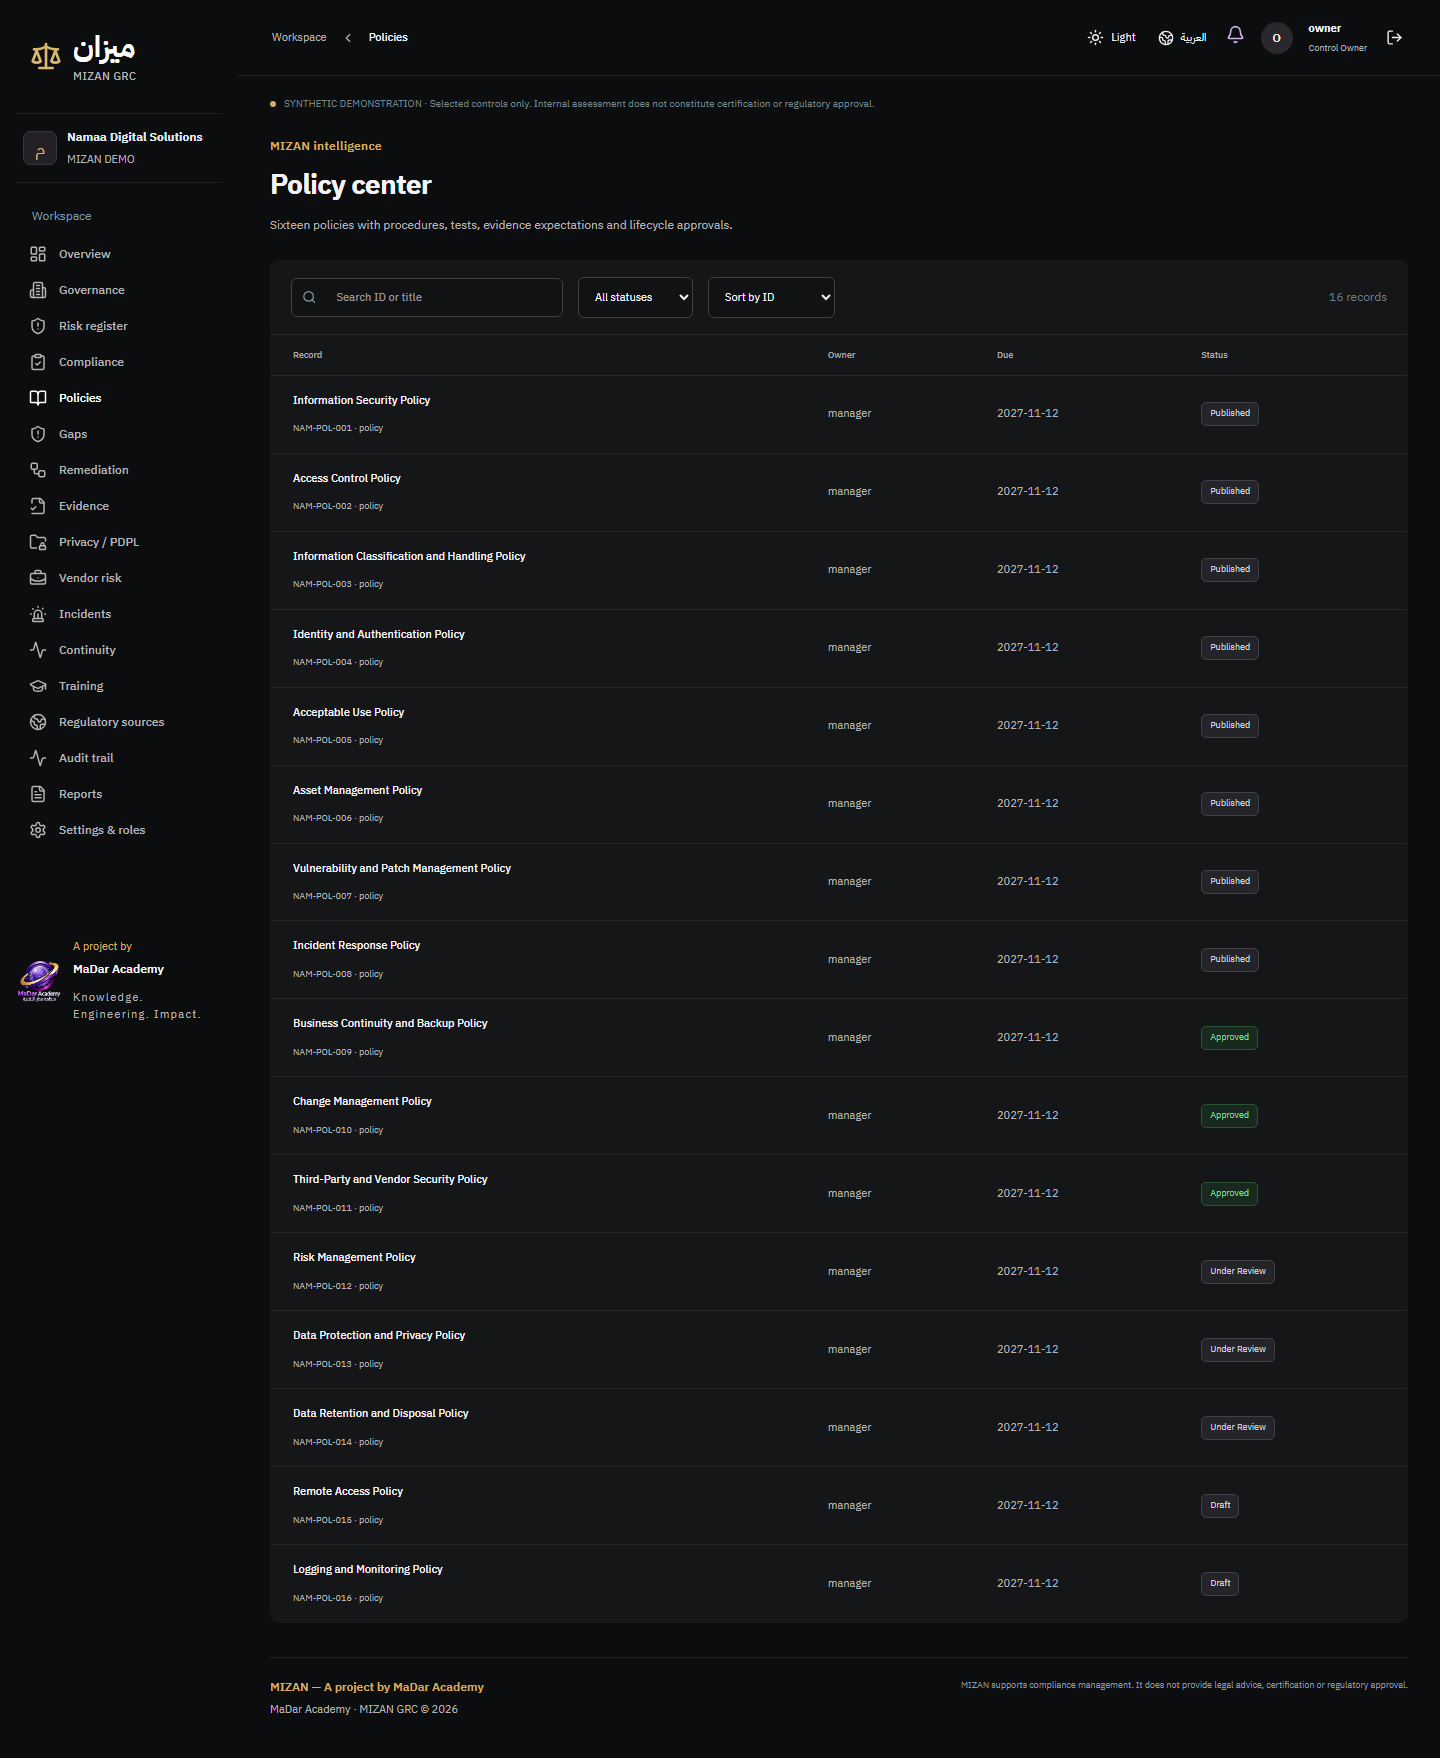 ميزان
MIZAN GRC
م
Namaa Digital Solutions
MIZAN DEMO
Workspace
Overview
Governance
Risk register
Compliance
Policies
Gaps
Remediation
Evidence
Privacy / PDPL
Vendor risk
Incidents
Continuity
Training
Regulatory sources
Audit trail
Reports
Settings & roles
A project by
MaDar Academy
Knowledge.
Engineering. Impact.
MaDar Academy
Workspace Policies
Light العربية O owner
Control Owner
SYNTHETIC DEMONSTRATION · Selected controls only. Internal assessment does not constitute certification or regulatory approval.
MIZAN intelligence
Policy center
Sixteen policies with procedures, tests, evidence expectations and lifecycle approvals.
Search ID or title All statuses Sort by ID 16 records
Record Owner Due Status
Information Security Policy
NAM-POL-001 · policy
manager 2027-11-12 Published
Access Control Policy
NAM-POL-002 · policy
manager 2027-11-12 Published
Information Classification and Handling Policy
NAM-POL-003 · policy
manager 2027-11-12 Published
Identity and Authentication Policy
NAM-POL-004 · policy
manager 2027-11-12 Published
Acceptable Use Policy
NAM-POL-005 · policy
manager 2027-11-12 Published
Asset Management Policy
NAM-POL-006 · policy
manager 2027-11-12 Published
Vulnerability and Patch Management Policy
NAM-POL-007 · policy
manager 2027-11-12 Published
Incident Response Policy
NAM-POL-008 · policy
manager 2027-11-12 Published
Business Continuity and Backup Policy
NAM-POL-009 · policy
manager 2027-11-12 Approved
Change Management Policy
NAM-POL-010 · policy
manager 2027-11-12 Approved
Third-Party and Vendor Security Policy
NAM-POL-011 · policy
manager 2027-11-12 Approved
Risk Management Policy
NAM-POL-012 · policy
manager 2027-11-12 Under Review
Data Protection and Privacy Policy
NAM-POL-013 · policy
manager 2027-11-12 Under Review
Data Retention and Disposal Policy
NAM-POL-014 · policy
manager 2027-11-12 Under Review
Remote Access Policy
NAM-POL-015 · policy
manager 2027-11-12 Draft
Logging and Monitoring Policy
NAM-POL-016 · policy
manager 2027-11-12 Draft
MIZAN — A project by MaDar Academy
MaDar Academy · MIZAN GRC © 2026
MIZAN supports compliance management. It does not provide legal advice, certification or regulatory approval.